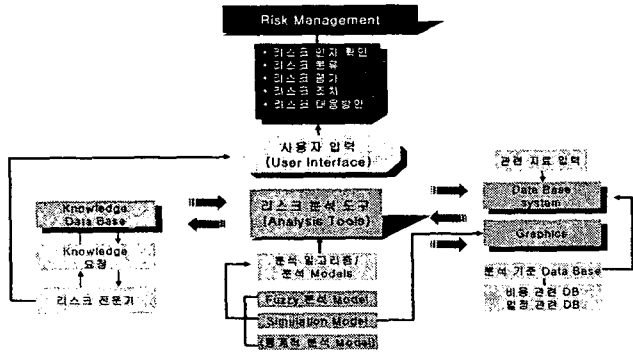 Risk Management
• 리스크 인자 확인
• 리스크 분류
• 리스크 평가
• 리스크 조치
• 리스크 대응방안
사용자 입력
(User Interface)
관련 자료 입력
Knowledge
Data Base
리스크 분석 도구
(Analysis Tools)
Data Base
system
Graphics
Knowledge
요청
분석 알고리즘/
분석 Models
분석 기준 Data Base
리스크 전문가
Fuzzy 분석 Model
비용 관련 DB
일정 관련 DB
Simulation Model
(통계적 분석 Model)